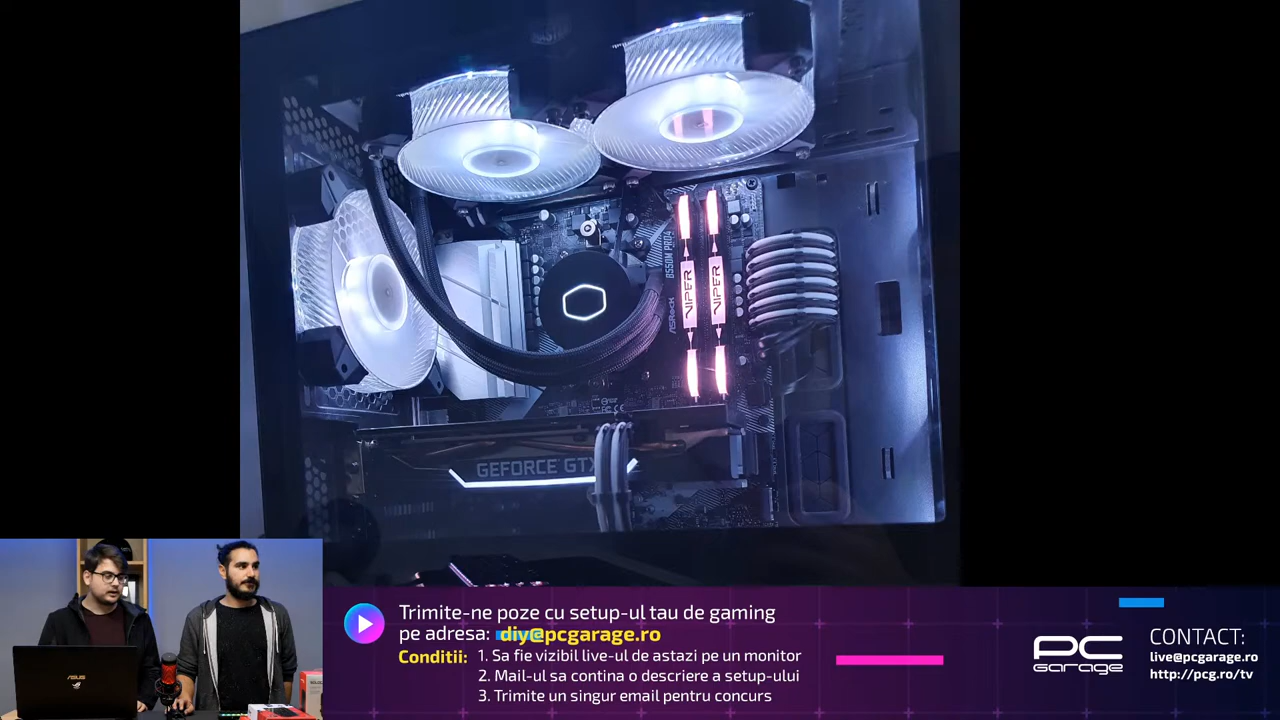 B550M PRO4
ASRock
VIPER
VIPER
GEFORCE GTX
ASUS
Trimite-ne poze cu setup-ul tau de gaming
pe adresa: diy@pcgarage.ro
Conditii: 1. Sa fie vizibil live-ul de astazi pe un monitor
2. Mail-ul sa contina o descriere a setup-ului
3. Trimite un singur email pentru concurs
PC
Garage
CONTACT:
live@pcgarage.ro
http://pcg.ro/tv